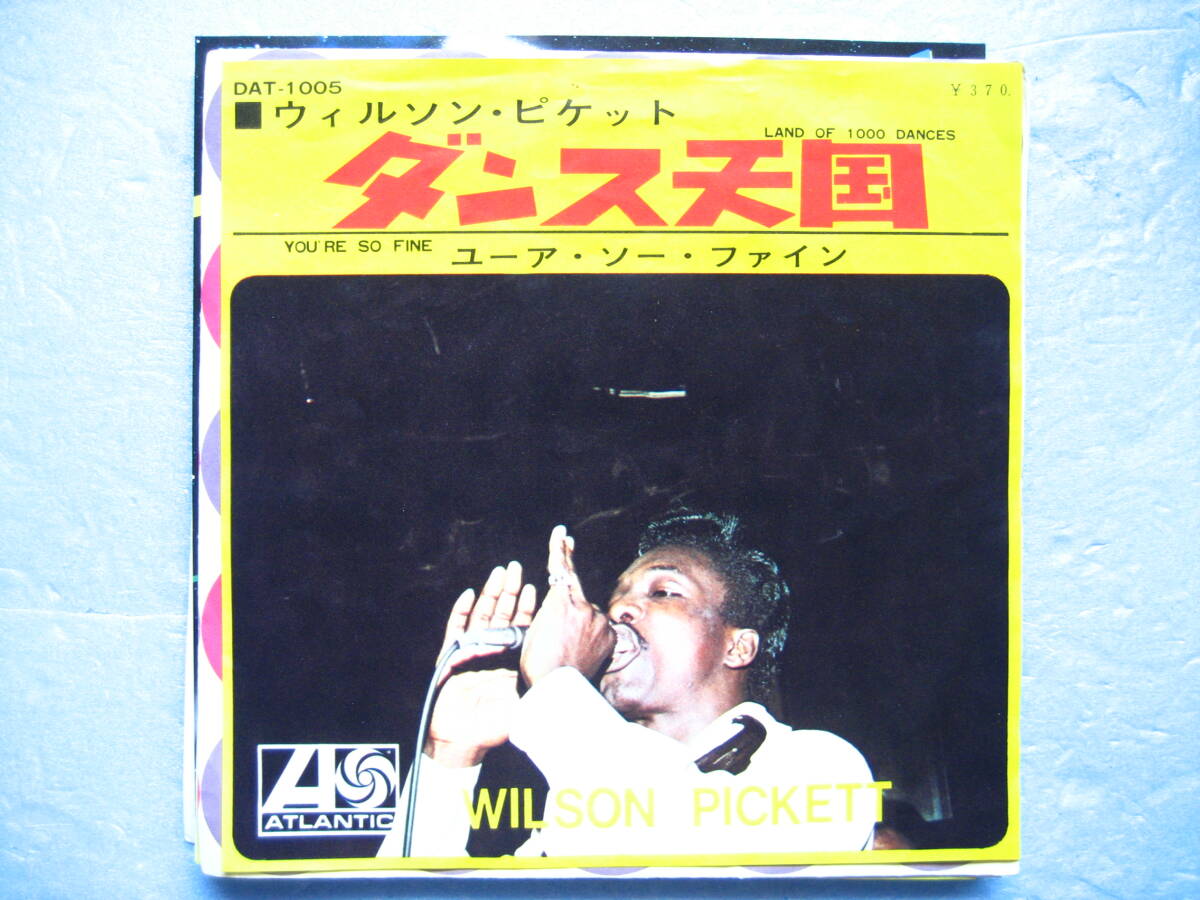 DAT-1005
¥370.
■ウィルソン・ピケット
LAND OF 1000 DANCES
ダンス天国
YOU'RE SO FINE
ユーア・ソー・ファイン
ATLANTIC
WILSON PICKETT